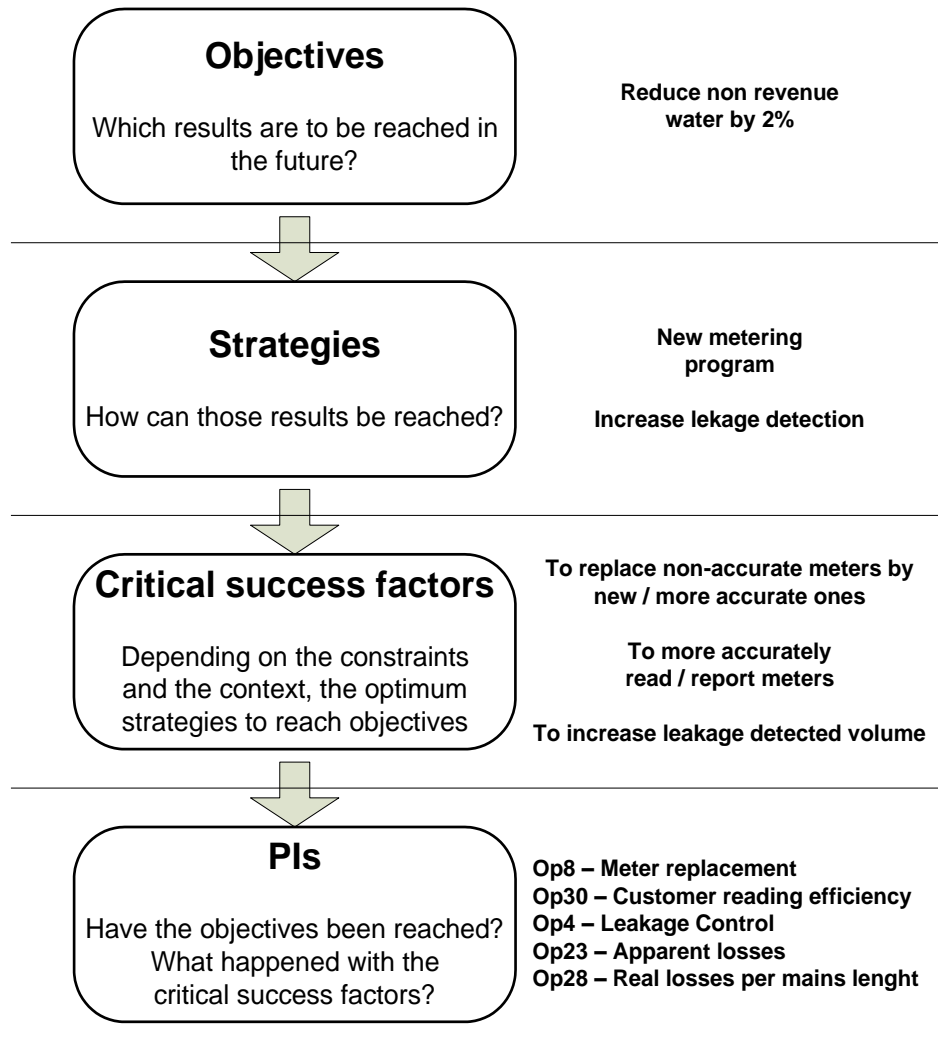 Objectives
Which results are to be reached in
the future?
Reduce non revenue
water by 2%
Strategies
How can those results be reached?
New metering
program
Increase lekage detection
Critical success factors
Depending on the constraints
and the context, the optimum
strategies to reach objectives
To replace non-accurate meters by
new / more accurate ones
To more accurately
read / report meters
To increase leakage detected volume
PIs
Have the objectives been reached?
What happened with the
critical success factors?
Op8 – Meter replacement
Op30 – Customer reading efficiency
Op4 – Leakage Control
Op23 – Apparent losses
Op28 – Real losses per mains lenght